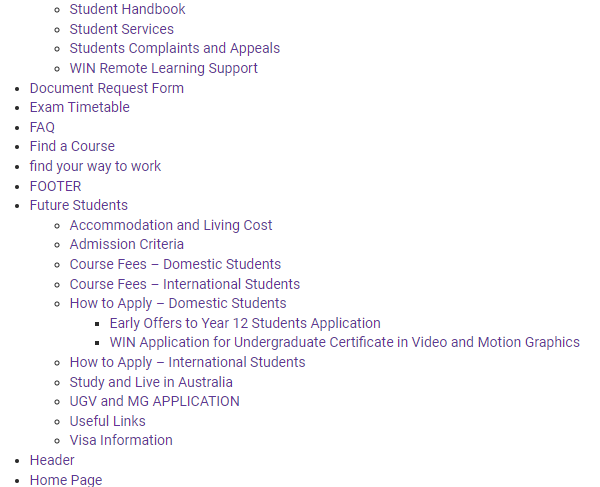 Student Handbook
Student Services
Students Complaints and Appeals
WIN Remote Learning Support
Document Request Form
Exam Timetable
FAQ
Find a Course
find your way to work
FOOTER
Future Students
Accommodation and Living Cost
Admission Criteria
Course Fees – Domestic Students
Course Fees – International Students
How to Apply – Domestic Students
Early Offers to Year 12 Students Application
WIN Application for Undergraduate Certificate in Video and Motion Graphics
How to Apply – International Students
Study and Live in Australia
UGV and MG APPLICATION
Useful Links
Visa Information
Header
Home Page